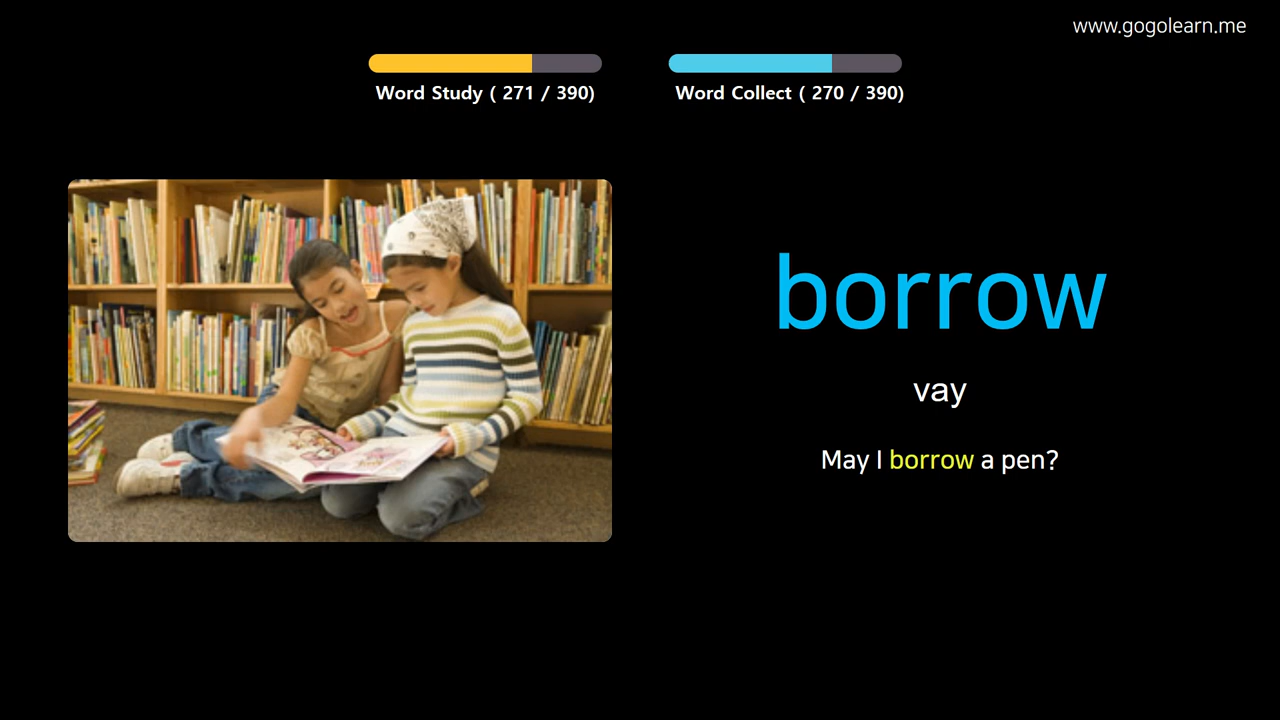 www.gogolearn.me
Word Study ( 271 / 390)
Word Collect ( 270 / 390)
borrow
vay
May I borrow a pen?